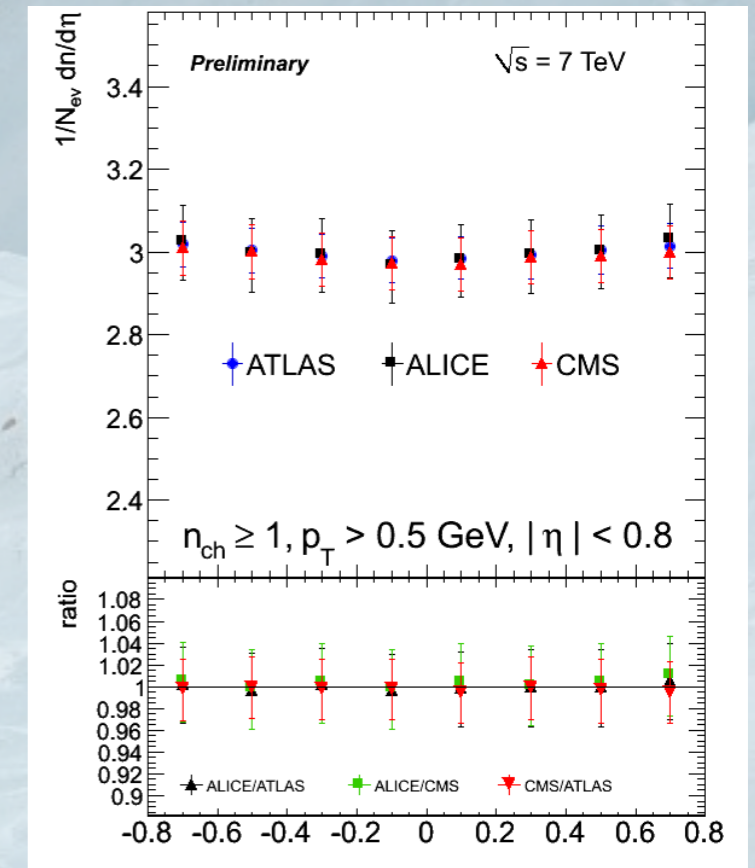 1/N_ev dn/dη
Preliminary
√s = 7 TeV
3.4
3.2
3
2.8
2.6
2.4
ATLAS ALICE CMS
n_ch ≥ 1, p_T > 0.5 GeV, | η | < 0.8
ratio
1.08
1.06
1.04
1.02
1
0.98
0.96
0.94
0.92
0.9
ALICE/ATLAS ALICE/CMS CMS/ATLAS
-0.8 -0.6 -0.4 -0.2 0 0.2 0.4 0.6 0.8